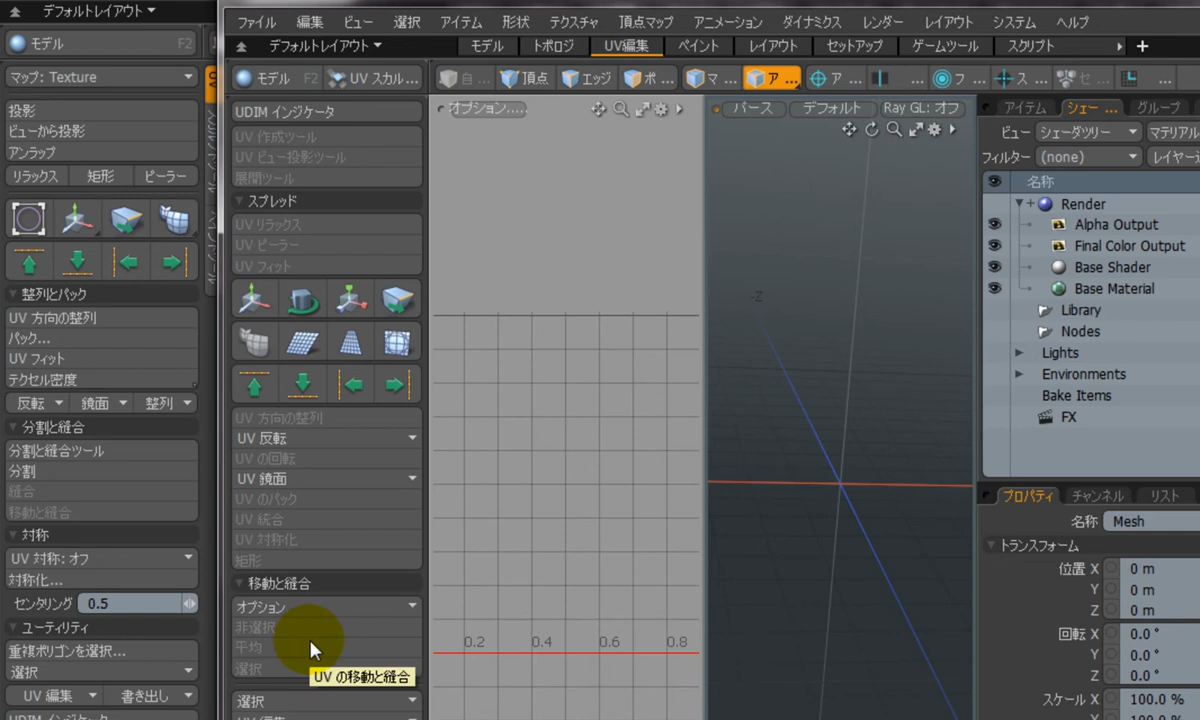 デフォルトレイアウト
モデル F2
マップ: Texture
投影
ビューから投影
アンラップ
リラックス 矩形 ピーラー
整列とパック
UV 方向の整列
パック...
UV フィット
テクセル密度
反転 鏡面 整列
分割と縫合
分割と縫合ツール
分割
縫合
移動と縫合
対称
UV 対称: オフ
対称化...
センタリング 0.5
ユーティリティ
重複ポリゴンを選択...
選択
UV 編集 書き出し
UDIM インジケータ
ファイル 編集 ビュー 選択 アイテム 形状 テクスチャ 頂点マップ アニメーション ダイナミクス レンダー レイアウト システム ヘルプ
デフォルトレイアウト モデル トポロジ UV編集 ペイント レイアウト セットアップ ゲームツール スクリプト +
モデル F2 UV スカル... 自... 頂点 エッジ ポ... マ... ア... ア... フ... ス... セ... ...
UDIM インジケータ
UV 作成ツール
UV ビュー投影ツール
展開ツール
スプレッド
UV リラックス
UV ピーラー
UV フィット
UV 方向の整列
UV 反転
UV の回転
UV 鏡面
UV のパック
UV 統合
UV 対称化
矩形
移動と縫合
オプション
非選択
平均
選択
UV の移動と縫合
選択
オプション....
0.2 0.4 0.6 0.8
パース デフォルト Ray GL: オフ
-Z
アイテム シェー ... グループ
ビュー シェーダツリー マテリアル
フィルター (none)
名称
Render
Alpha Output
Final Color Output
Base Shader
Base Material
Library
Nodes
Lights
Environments
Bake Items
FX
プロパティ チャンネル リスト
名称 Mesh
トランスフォーム
位置 X 0 m
Y 0 m
Z 0 m
回転 X 0.0 °
Y 0.0 °
Z 0.0 °
スケール X 100.0 %